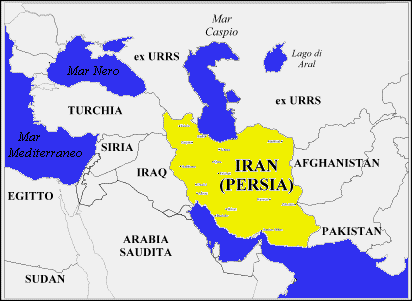 Mar
Caspio
Lago di
Aral
ex URRS
Mar Nero
ex URRS
TURCHIA
Mar
Mediterraneo
SIRIA
IRAQ
IRAN
(PERSIA)
AFGHANISTAN
EGITTO
ARABIA
SAUDITA
PAKISTAN
SUDAN